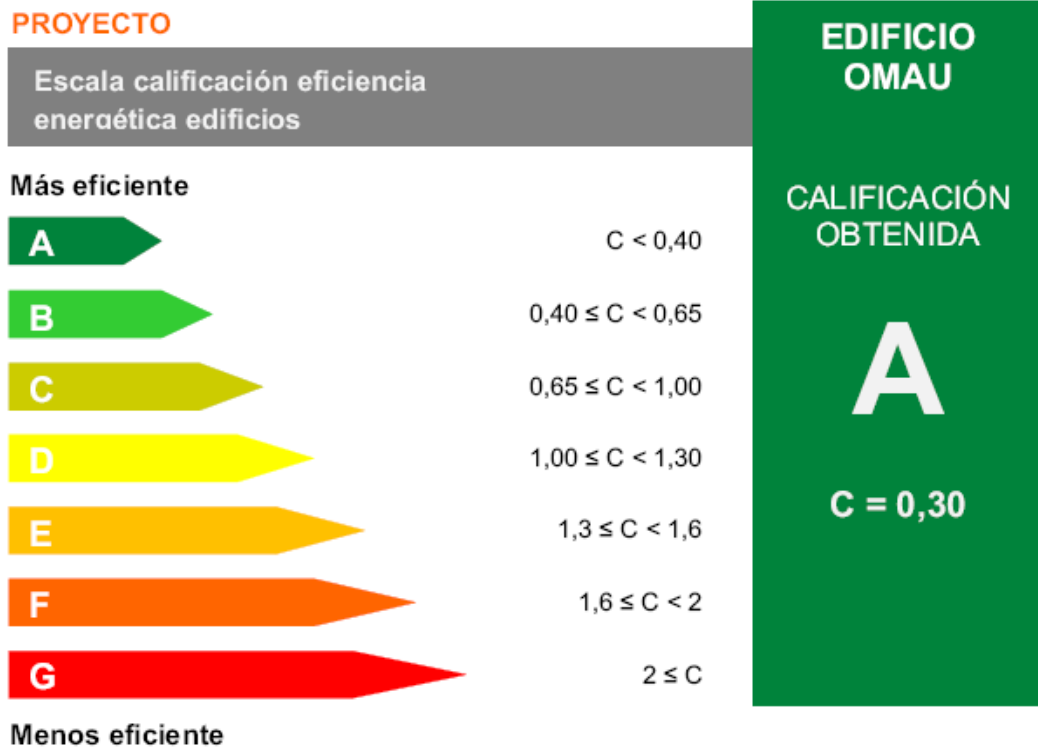 PROYECTO
Escala calificación eficiencia
energética edificios
Más eficiente
A
C < 0,40
B
0,40 ≤ C < 0,65
C
0,65 ≤ C < 1,00
D
1,00 ≤ C < 1,30
E
1,3 ≤ C < 1,6
F
1,6 ≤ C < 2
G
2 ≤ C
Menos eficiente
EDIFICIO
OMAU
CALIFICACIÓN
OBTENIDA
A
C = 0,30